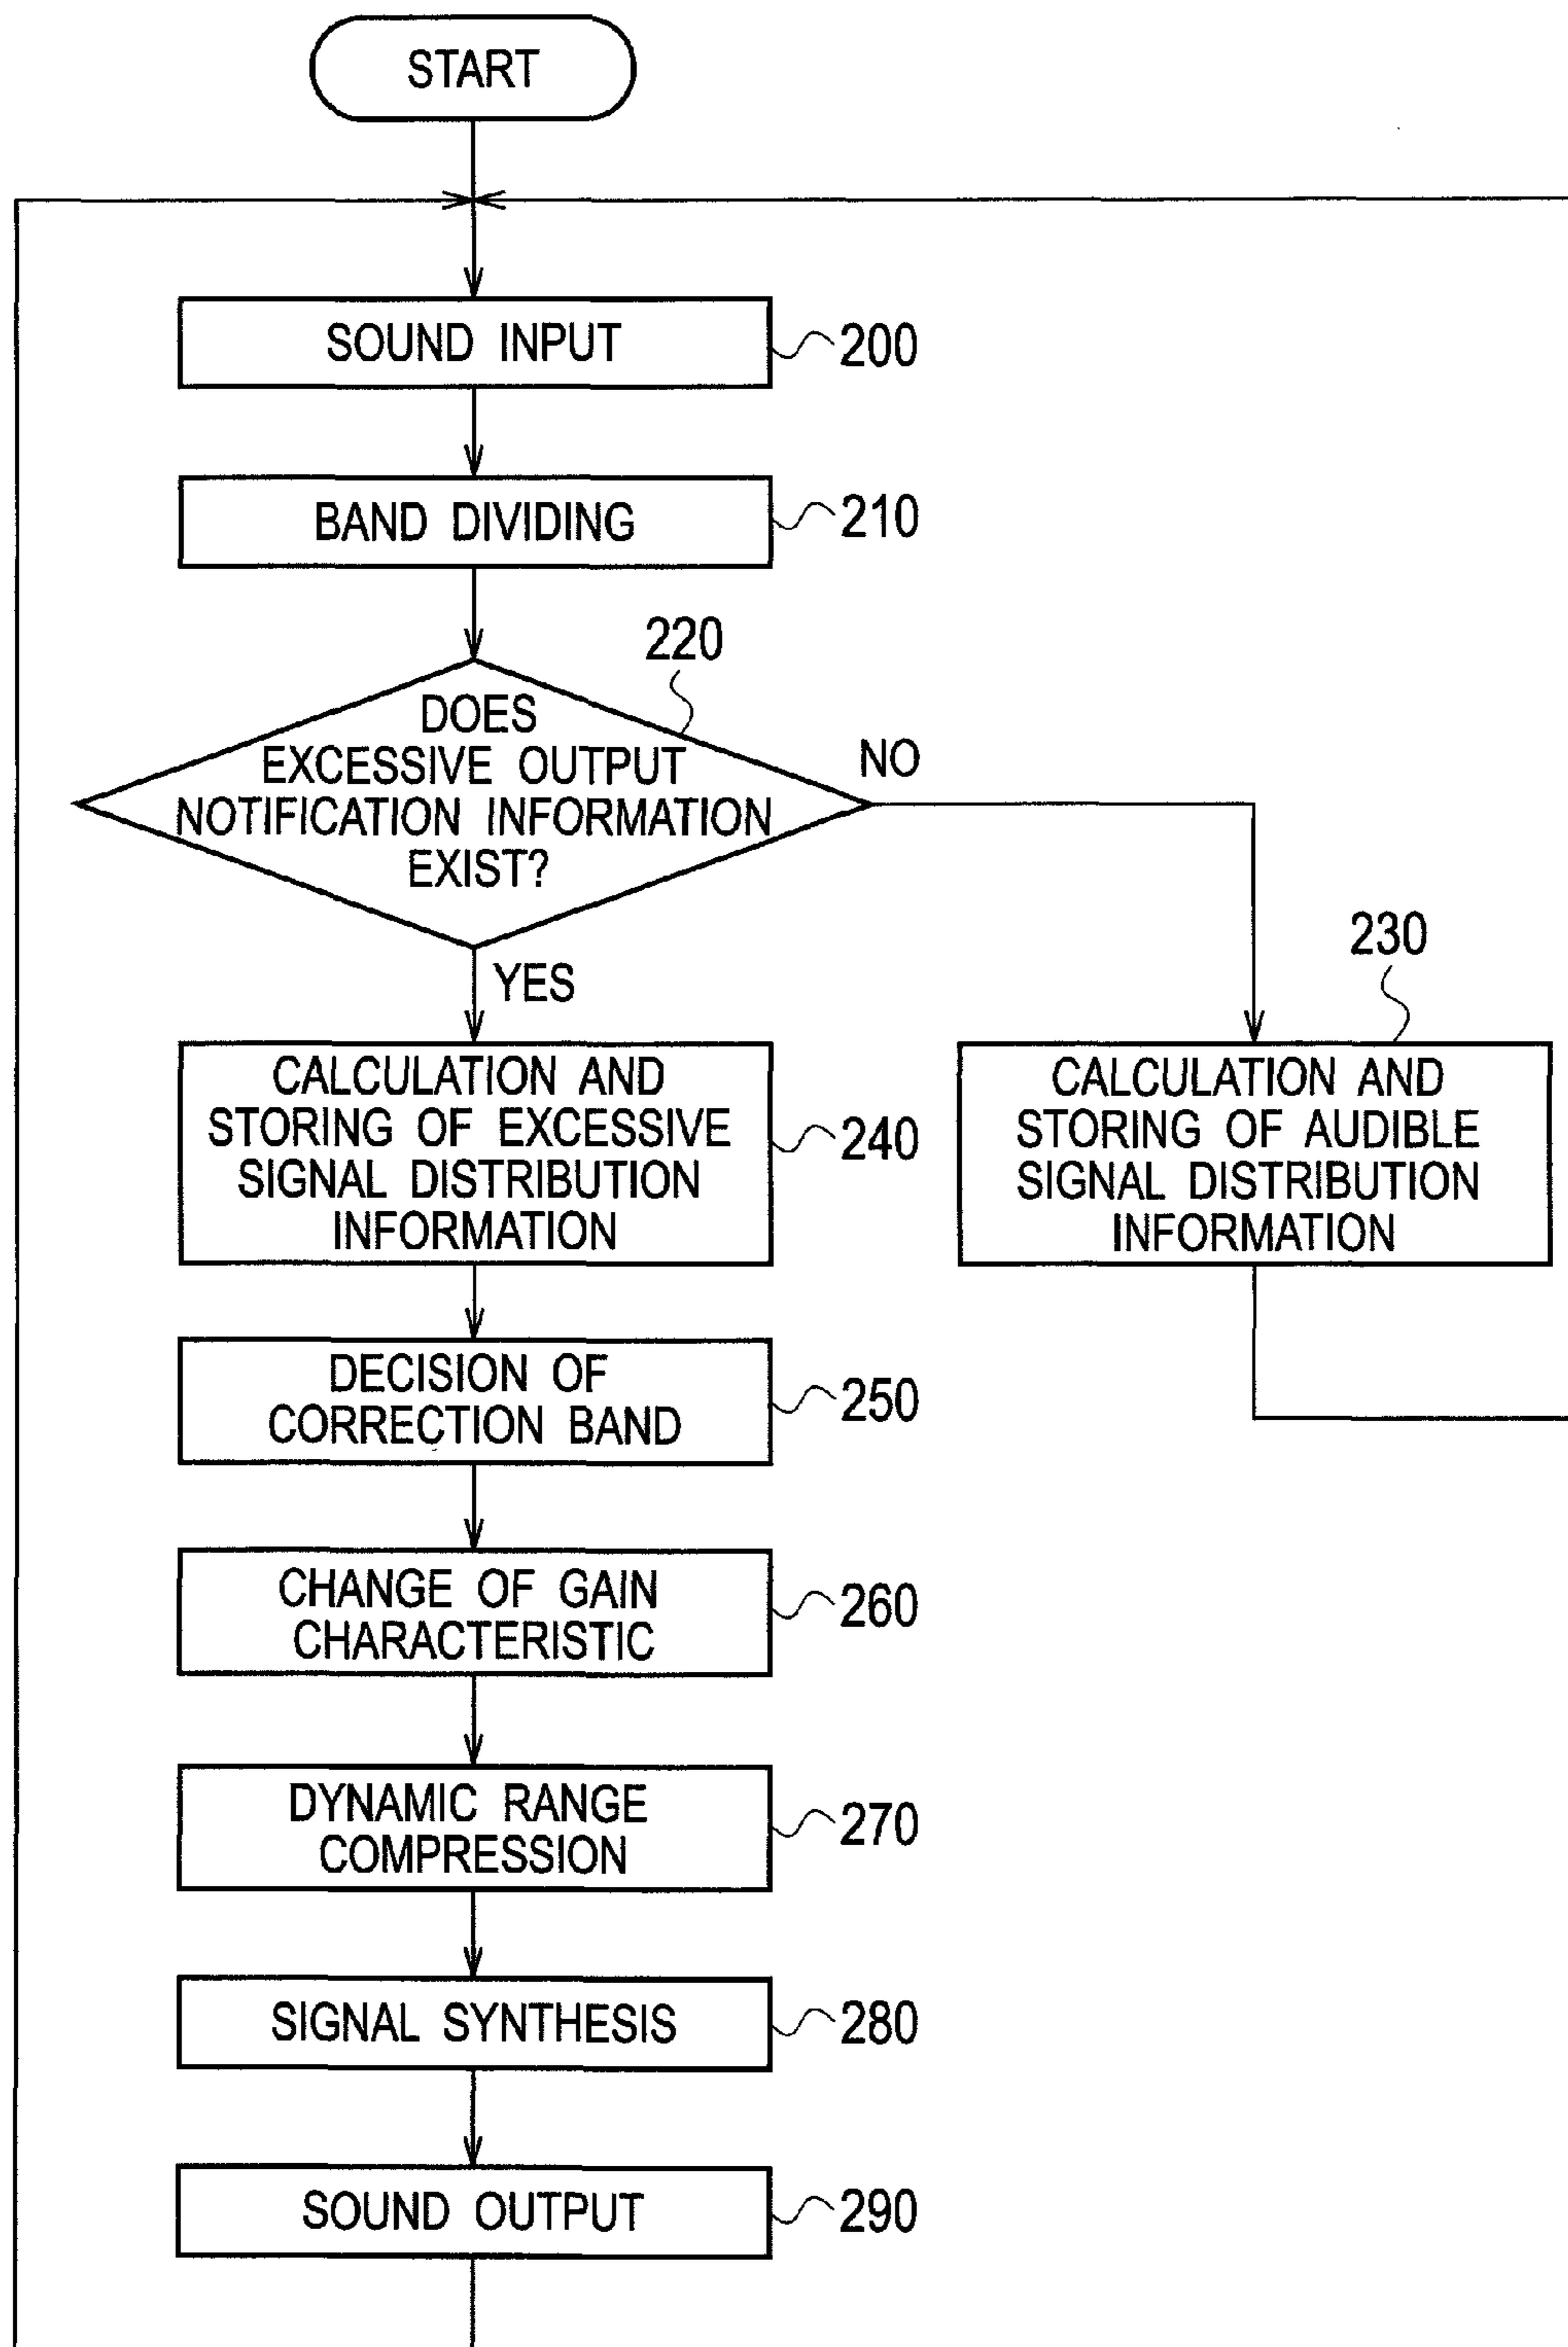 START
SOUND INPUT
200
BAND DIVIDING
210
220
DOES
EXCESSIVE OUTPUT
NOTIFICATION INFORMATION
EXIST?
NO
YES
230
CALCULATION AND
STORING OF EXCESSIVE
SIGNAL DISTRIBUTION
INFORMATION
240
CALCULATION AND
STORING OF AUDIBLE
SIGNAL DISTRIBUTION
INFORMATION
DECISION OF
CORRECTION BAND
250
CHANGE OF GAIN
CHARACTERISTIC
260
DYNAMIC RANGE
COMPRESSION
270
SIGNAL SYNTHESIS
280
SOUND OUTPUT
290